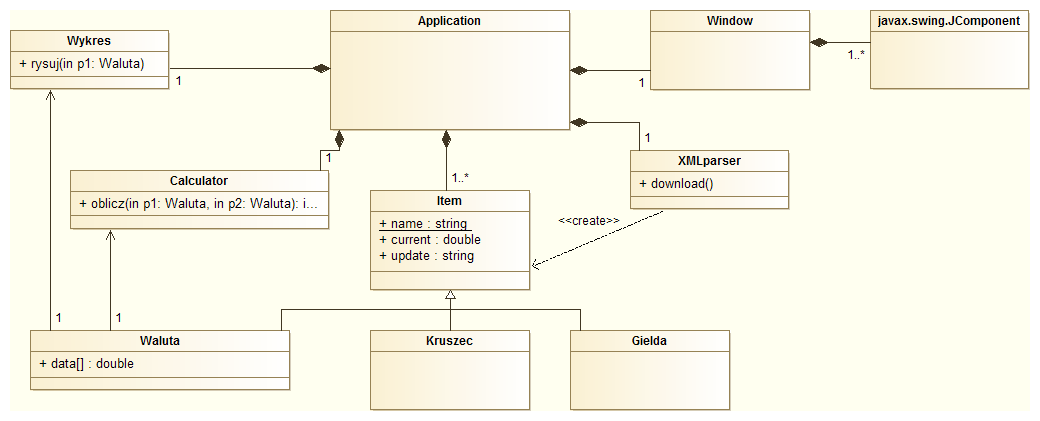 Application
Window
javax.swing.JComponent
Wykres
+ rysuj(in p1: Waluta)
1
1
1..*
1
1
XMLparser
+ download()
Calculator
+ oblicz(in p1: Waluta, in p2: Waluta): i...
1..*
Item
+ name : string
+ current : double
+ update : string
<<create>>
1
1
Waluta
+ data[] : double
Kruszec
Gielda